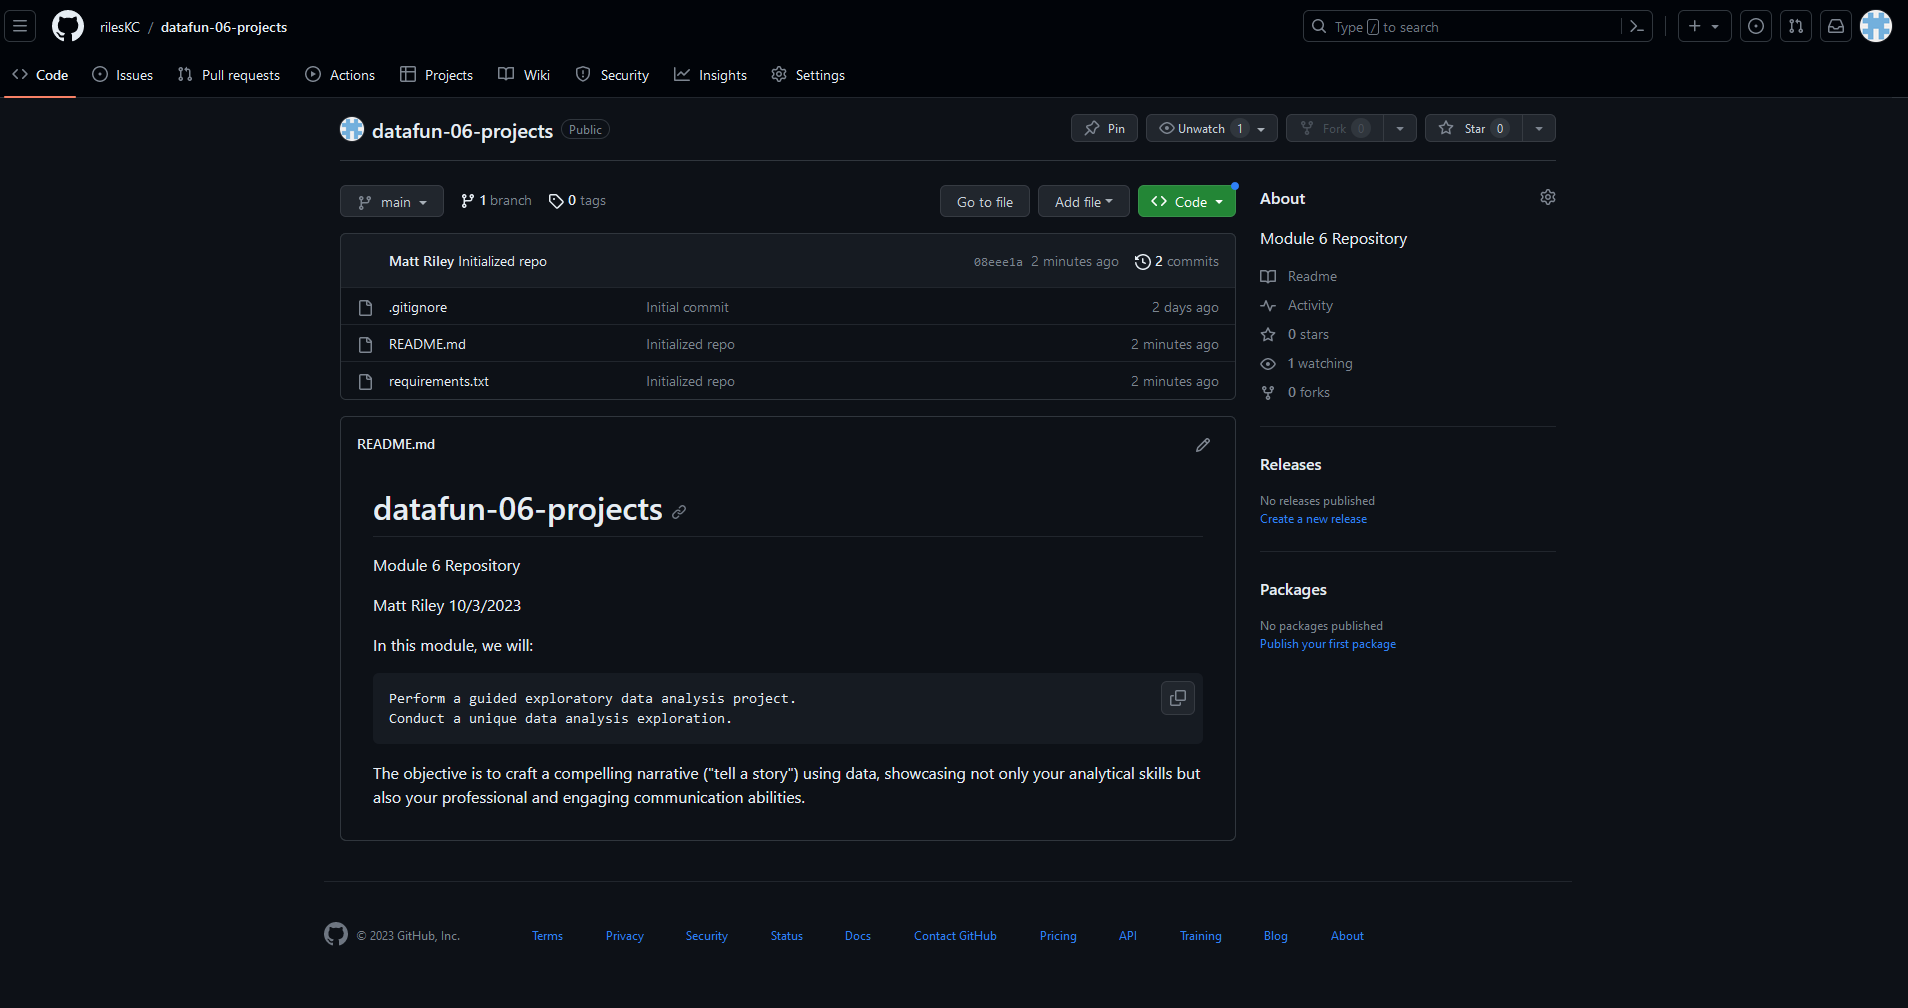 rilesKC / datafun-06-projects
Type / to search
Code Issues Pull requests Actions Projects Wiki Security Insights Settings
datafun-06-projects Public
Pin Unwatch 1 Fork 0 Star 0
main 1 branch 0 tags Go to file Add file Code
Matt Riley Initialized repo 08eee1a 2 minutes ago 2 commits
.gitignore Initial commit 2 days ago
README.md Initialized repo 2 minutes ago
requirements.txt Initialized repo 2 minutes ago
README.md
datafun-06-projects
Module 6 Repository
Matt Riley 10/3/2023
In this module, we will:
Perform a guided exploratory data analysis project.
Conduct a unique data analysis exploration.
The objective is to craft a compelling narrative ("tell a story") using data, showcasing not only your analytical skills but
also your professional and engaging communication abilities.
About
Module 6 Repository
Readme
Activity
0 stars
1 watching
0 forks
Releases
No releases published
Create a new release
Packages
No packages published
Publish your first package
© 2023 GitHub, Inc. Terms Privacy Security Status Docs Contact GitHub Pricing API Training Blog About